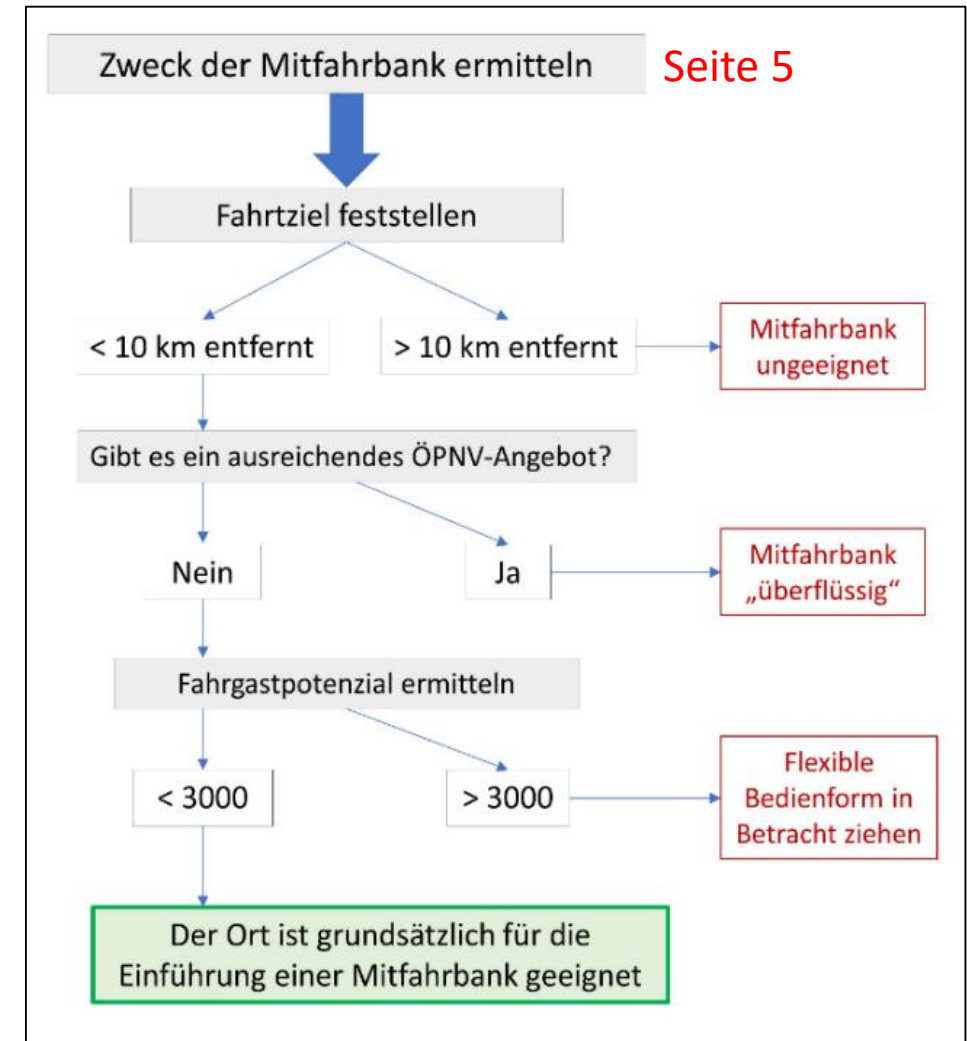 Zweck der Mitfahrbank ermitteln
Seite 5
Fahrtziel feststellen
< 10 km entfernt
> 10 km entfernt
Mitfahrbank
ungeeignet
Gibt es ein ausreichendes ÖPNV-Angebot?
Nein
Ja
Mitfahrbank
„überflüssig“
Fahrgastpotenzial ermitteln
< 3000
> 3000
Flexible
Bedienform in
Betracht ziehen
Der Ort ist grundsätzlich für die
Einführung einer Mitfahrbank geeignet